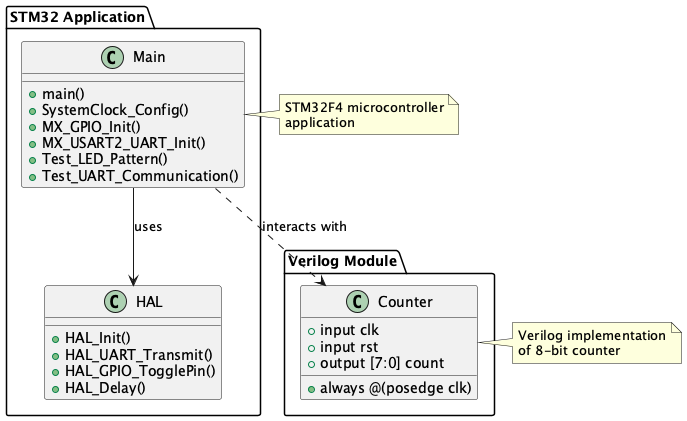 STM32 Application
C Main
main()
SystemClock_Config()
MX_GPIO_Init()
MX_USART2_UART_Init()
Test_LED_Pattern()
Test_UART_Communication()
STM32F4 microcontroller
application
uses
interacts with
Verilog Module
C HAL
HAL_Init()
HAL_UART_Transmit()
HAL_GPIO_TogglePin()
HAL_Delay()
C Counter
input clk
input rst
output [7:0] count
always @(posedge clk)
Verilog implementation
of 8-bit counter